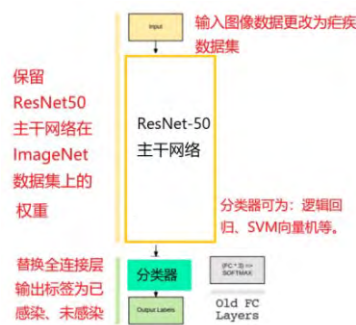 Input
输入图像数据更改为疟疾
数据集
保留
ResNet50
主干网络在
ImageNet
数据集上的
权重
ResNet-50
主干网络
分类器可为：逻辑回
归、SVM向量机等。
替换全连接层
输出标签为已
感染、未感染
分类器
(FC * 3) =>
SOFTMAX
Output Labels
Old FC
Layers